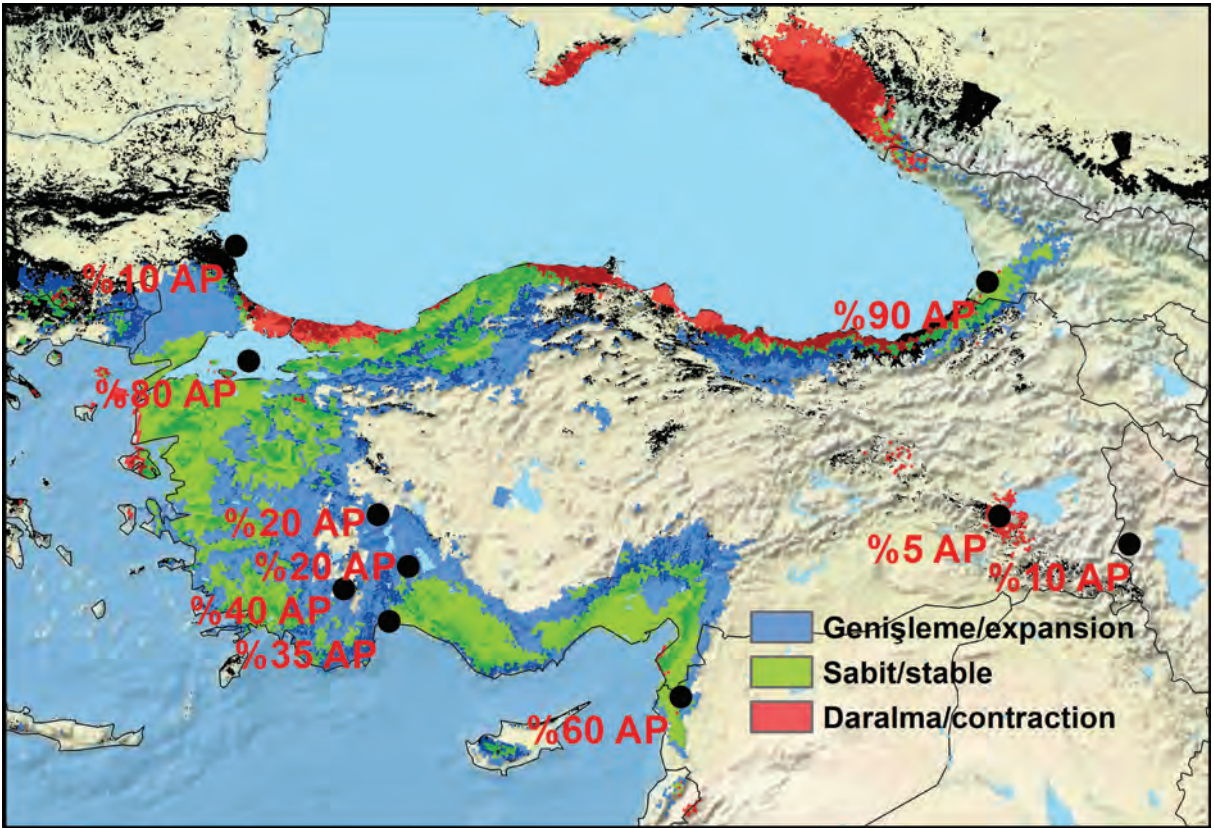 %10 AP
%90 AP
%80 AP
%20 AP
%20 AP
%5 AP
%10 AP
%40 AP
%35 AP
%60 AP
Genişleme/expansion
Sabit/stable
Daralma/contraction